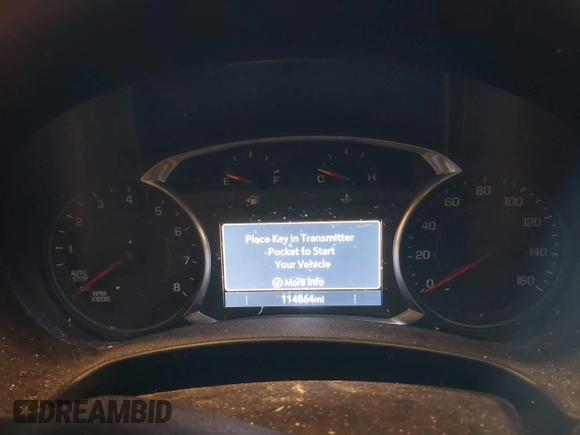 E F C H
1 2 3 4 5 6 7 8
AUTO
STOP
RPM
X1000
0 20 40 60 80 100 120 160
Place Key in Transmitter
Pocket to Start
Your Vehicle
More Info
114864mi
DREAMBID